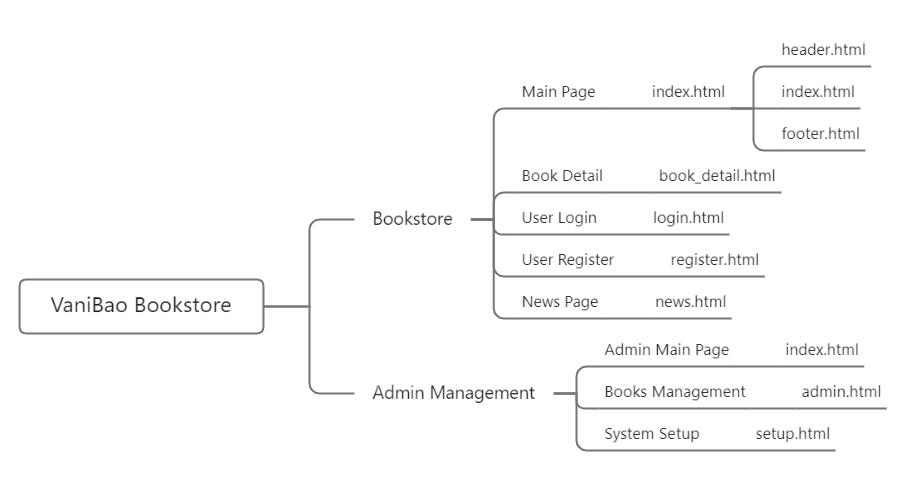 header.html
Main Page index.html index.html
footer.html
Book Detail book_detail.html
Bookstore User Login login.html
User Register register.html
VaniBao Bookstore News Page news.html
Admin Main Page index.html
Admin Management Books Management admin.html
System Setup setup.html